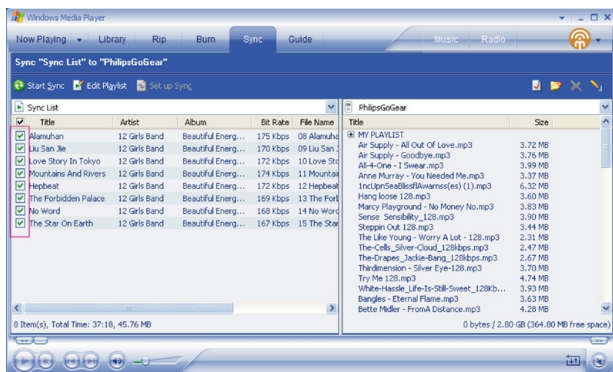 Windows Media Player
Now Playing Library Rip Burn Sync Guide Music Radio
Sync "Sync List" to "PhilipsGoGear"
Start Sync Edit Playlist Set up Sync
Sync List
Title Artist Album Bit Rate File Name
Alamuhan 12 Girls Band Beautiful Energ... 175 Kbps 08 Alamuha
Liu San Jie 12 Girls Band Beautiful Energ... 170 Kbps 09 Liu San J
Love Story In Tokyo 12 Girls Band Beautiful Energ... 172 Kbps 10 Love Sto
Mountains And Rivers 12 Girls Band Beautiful Energ... 174 Kbps 11 Mountain
Hepbeat 12 Girls Band Beautiful Energ... 172 Kbps 12 Hepbeat
The Forbidden Palace 12 Girls Band Beautiful Energ... 169 Kbps 13 The Forb
No Word 12 Girls Band Beautiful Energ... 168 Kbps 14 No Word
The Star On Earth 12 Girls Band Beautiful Energ... 167 Kbps 15 The Star
8 Item(s), Total Time: 37:18, 45.76 MB
PhilipsGoGear
Title Size
MY PLAYLIST
Air Supply - All Out Of Love.mp3 3.72 MB
Air Supply - Goodbye.mp3 3.76 MB
All-4-One - I Swear.mp3 3.99 MB
Anne Murray - You Needed Me.mp3 3.37 MB
1ncUpnSeaBlissflAwarnss(es) (1).mp3 6.32 MB
Hang loose 128.mp3 3.60 MB
Marcy Playground - No Money No.mp3 3.83 MB
Sense Sensibility_128.mp3 3.90 MB
Steppin Out 128.mp3 3.44 MB
The Like Young - Worry A Lot - 128.mp3 2.31 MB
The-Cells_Silver-Cloud_128kbps.mp3 2.47 MB
The-Drapes_Jackie-Bang_128kbps.mp3 2.67 MB
Thirdimension - Silver Eye-128.mp3 3.70 MB
Try Me 128.mp3 4.74 MB
White-Hassle_Life-Is-Still-Sweet_128Kb... 3.93 MB
Bangles - Eternal Flame.mp3 3.63 MB
Bette Midler - FromA Distance.mp3 4.28 MB
0 bytes / 2.80 GB (364.80 MB free space)